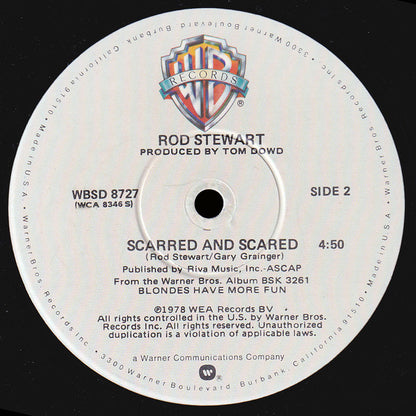 WB
RECORDS
®
ROD STEWART
PRODUCED BY TOM DOWD
WBSD 8727
(WCA 8346 S)
SIDE 2
SCARRED AND SCARED 4:50
(Rod Stewart/Gary Grainger)
Published by Riva Music, Inc.-ASCAP
From the Warner Bros. Album BSK 3261
BLONDES HAVE MORE FUN
©1978 WEA Records BV
All rights controlled in the U.S. by Warner Bros.
Records Inc. All rights reserved. Unauthorized
duplication is a violation of applicable laws.
a Warner Communications Company
W
Made in U.S.A. • Warner Bros. Records Inc. • 3300 Warner Boulevard, Burbank, California 91510 • Made in U.S.A. • Warner Bros. Records Inc. • 3300 Warner Boulevard, Burbank, California 91510 •